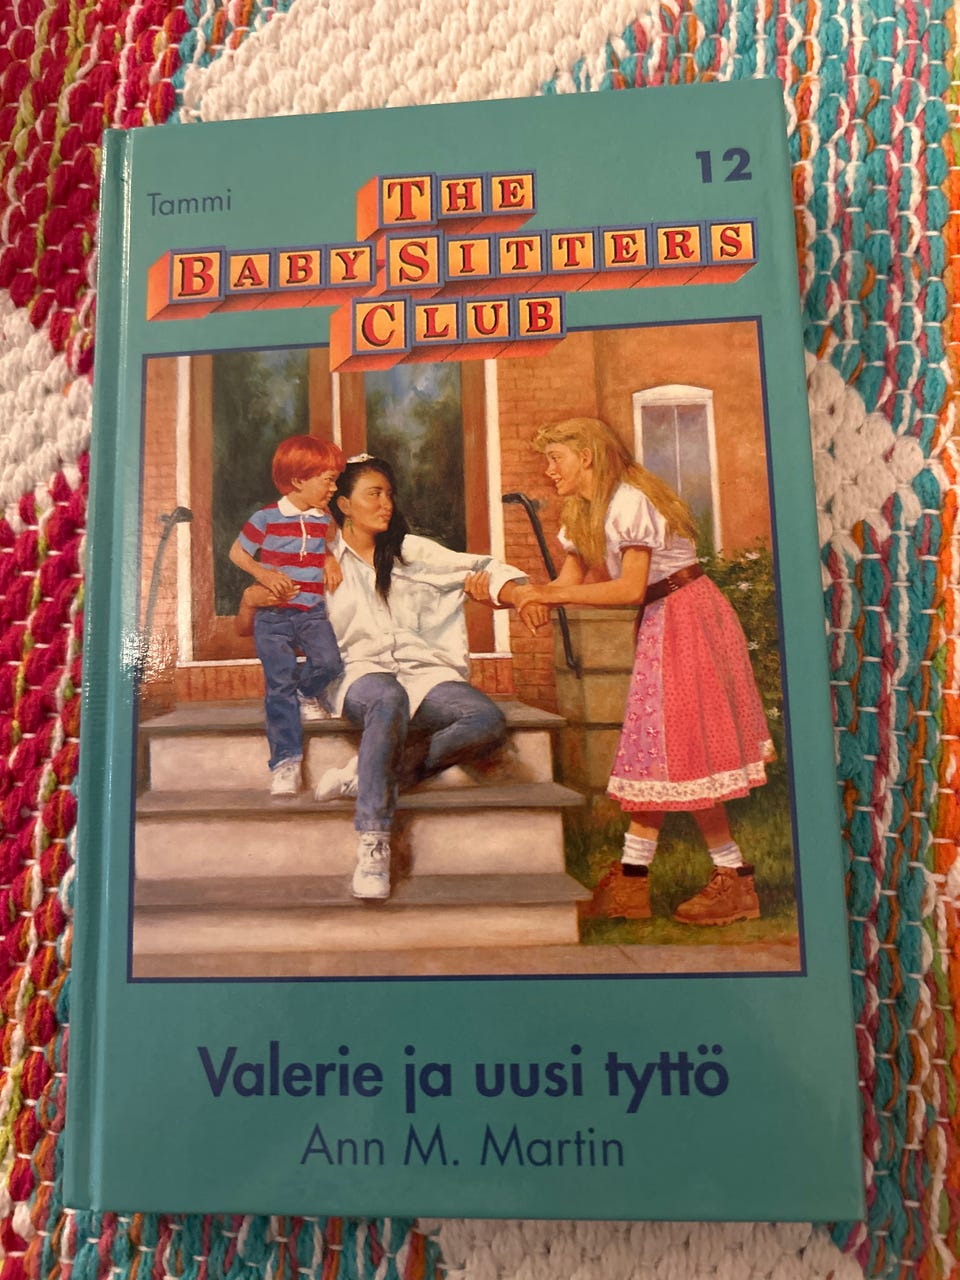 Tammi
12
THE
BABY-SITTERS
CLUB
Valerie ja uusi tyttö
Ann M. Martin